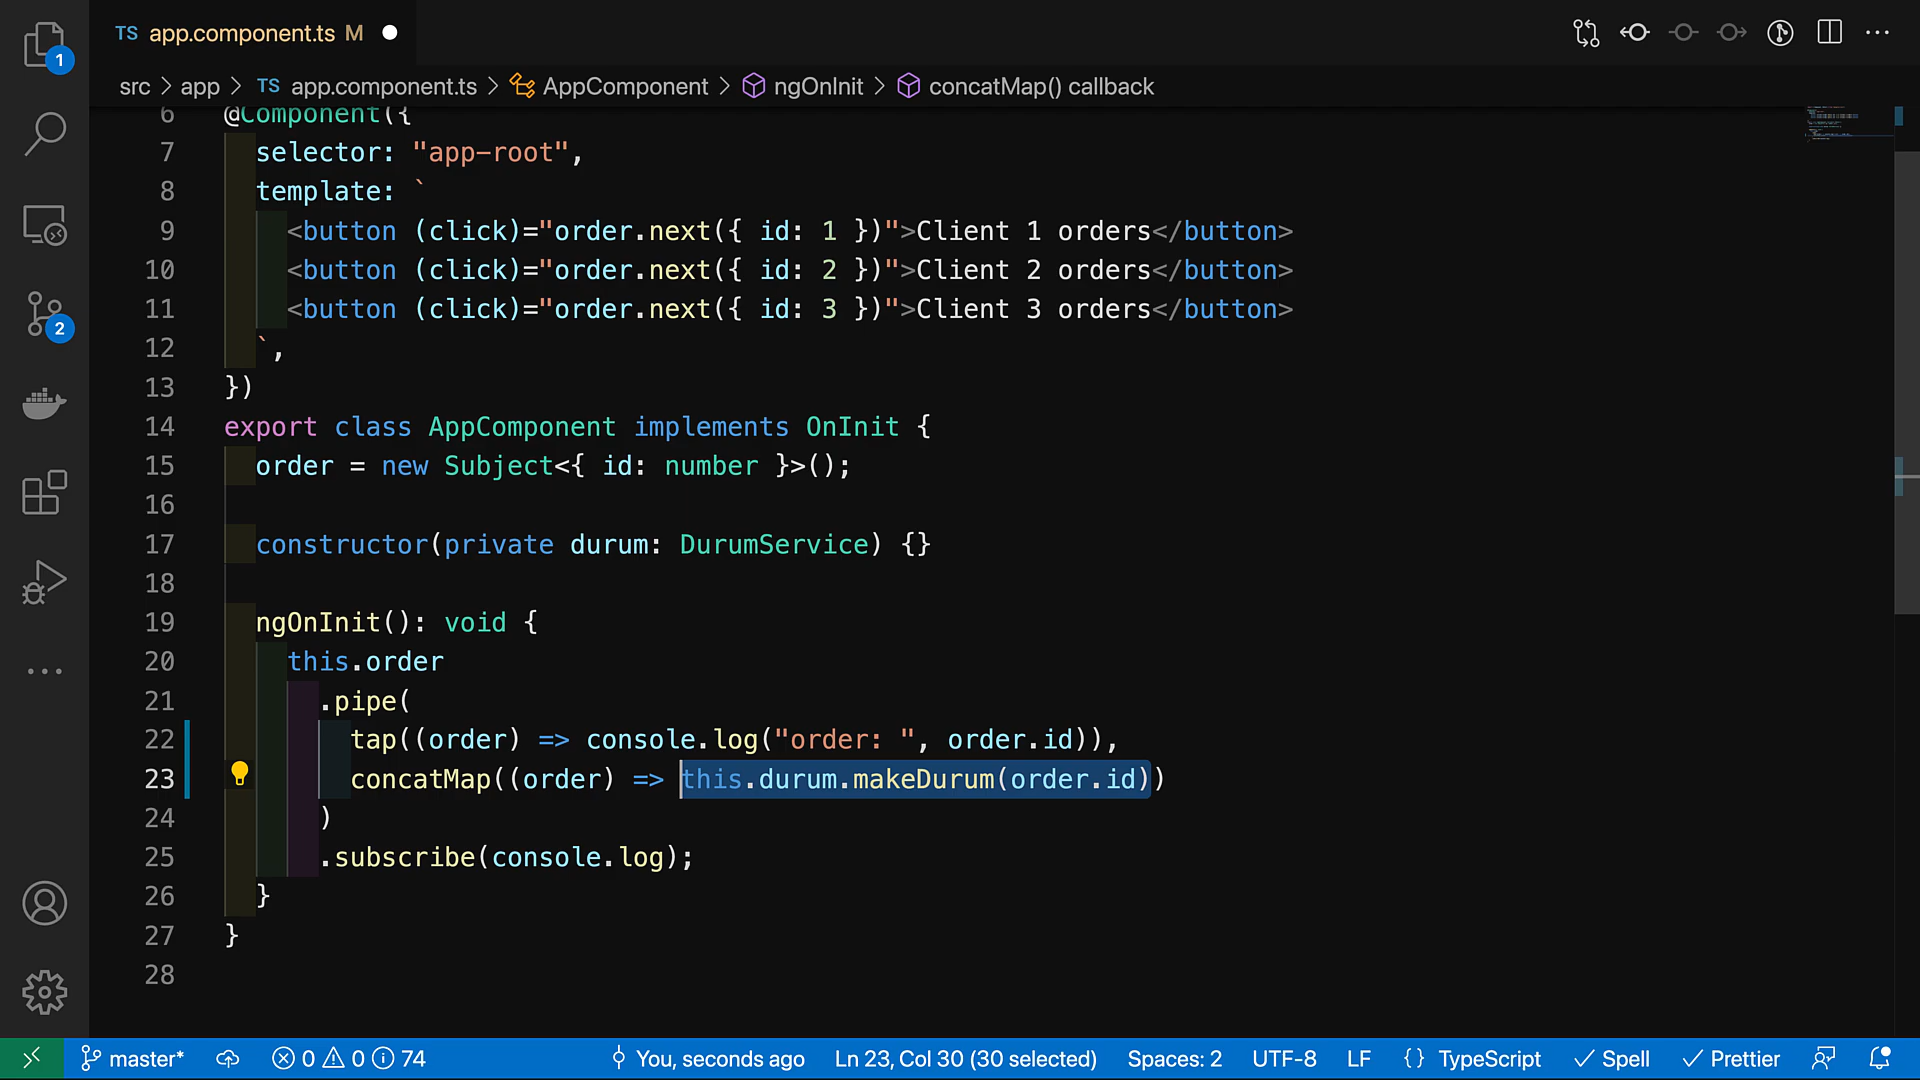 TS app.component.ts M
1
src > app > TS app.component.ts > AppComponent > ngOnInit > concatMap() callback
6 @Component({
7 selector: "app-root",
8 template: `
9 <button (click)="order.next({ id: 1 })">Client 1 orders</button>
10 <button (click)="order.next({ id: 2 })">Client 2 orders</button>
11 <button (click)="order.next({ id: 3 })">Client 3 orders</button>
2
12 `,
13 })
14 export class AppComponent implements OnInit {
15 order = new Subject<{ id: number }>();
16
17 constructor(private durum: DurumService) {}
18
19 ngOnInit(): void {
20 this.order
21 .pipe(
22 tap((order) => console.log("order: ", order.id)),
23 concatMap((order) => this.durum.makeDurum(order.id))
24 )
25 .subscribe(console.log);
26 }
27 }
28
master* 0 0 74 You, seconds ago Ln 23, Col 30 (30 selected) Spaces: 2 UTF-8 LF {} TypeScript Spell Prettier